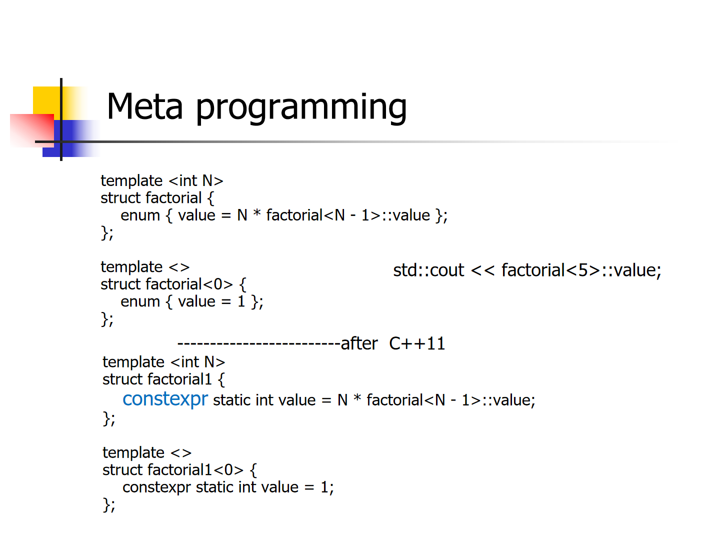 Meta programming
template <int N>
struct factorial {
enum { value = N * factorial<N - 1>::value };
};
template <>
struct factorial<0> {
enum { value = 1 };
};
std::cout << factorial<5>::value;
-------------------------after C++11
template <int N>
struct factorial1 {
constexpr static int value = N * factorial<N - 1>::value;
};
template <>
struct factorial1<0> {
constexpr static int value = 1;
};